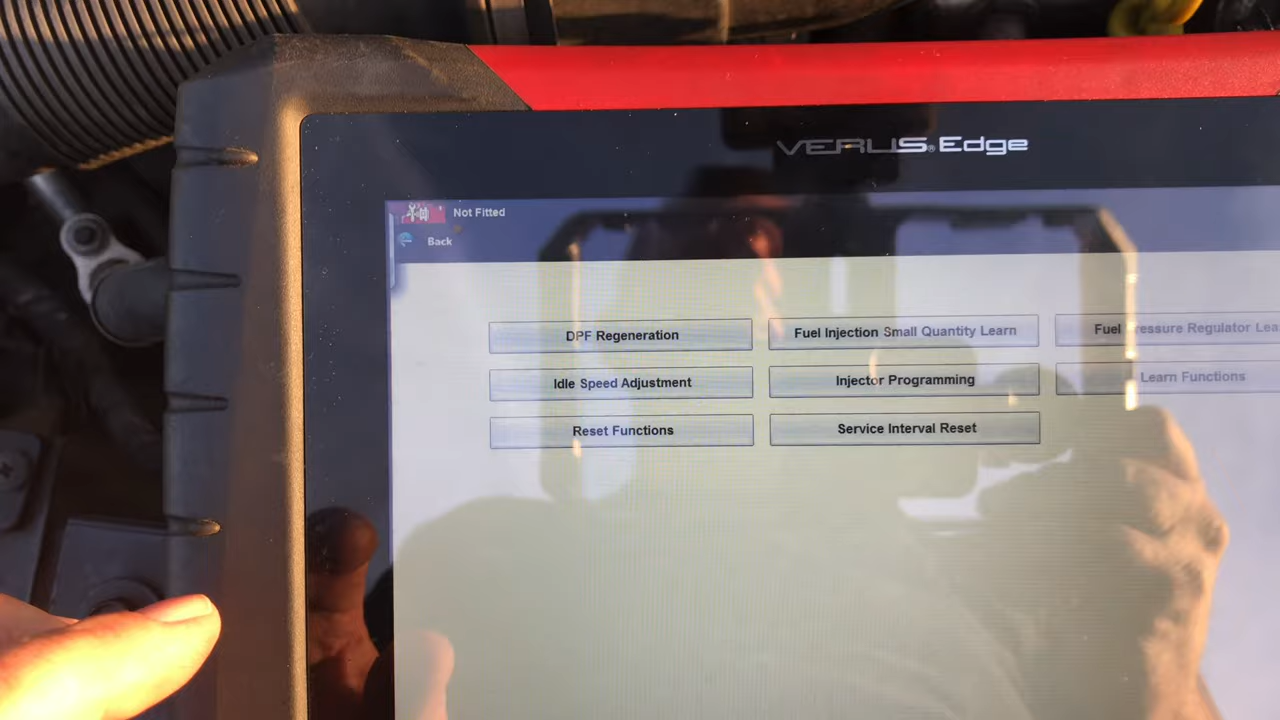 VERUS® Edge
Not Fitted
Back
DPF Regeneration
Fuel Injection Small Quantity Learn
Fuel Pressure Regulator Lea
Idle Speed Adjustment
Injector Programming
Learn Functions
Reset Functions
Service Interval Reset